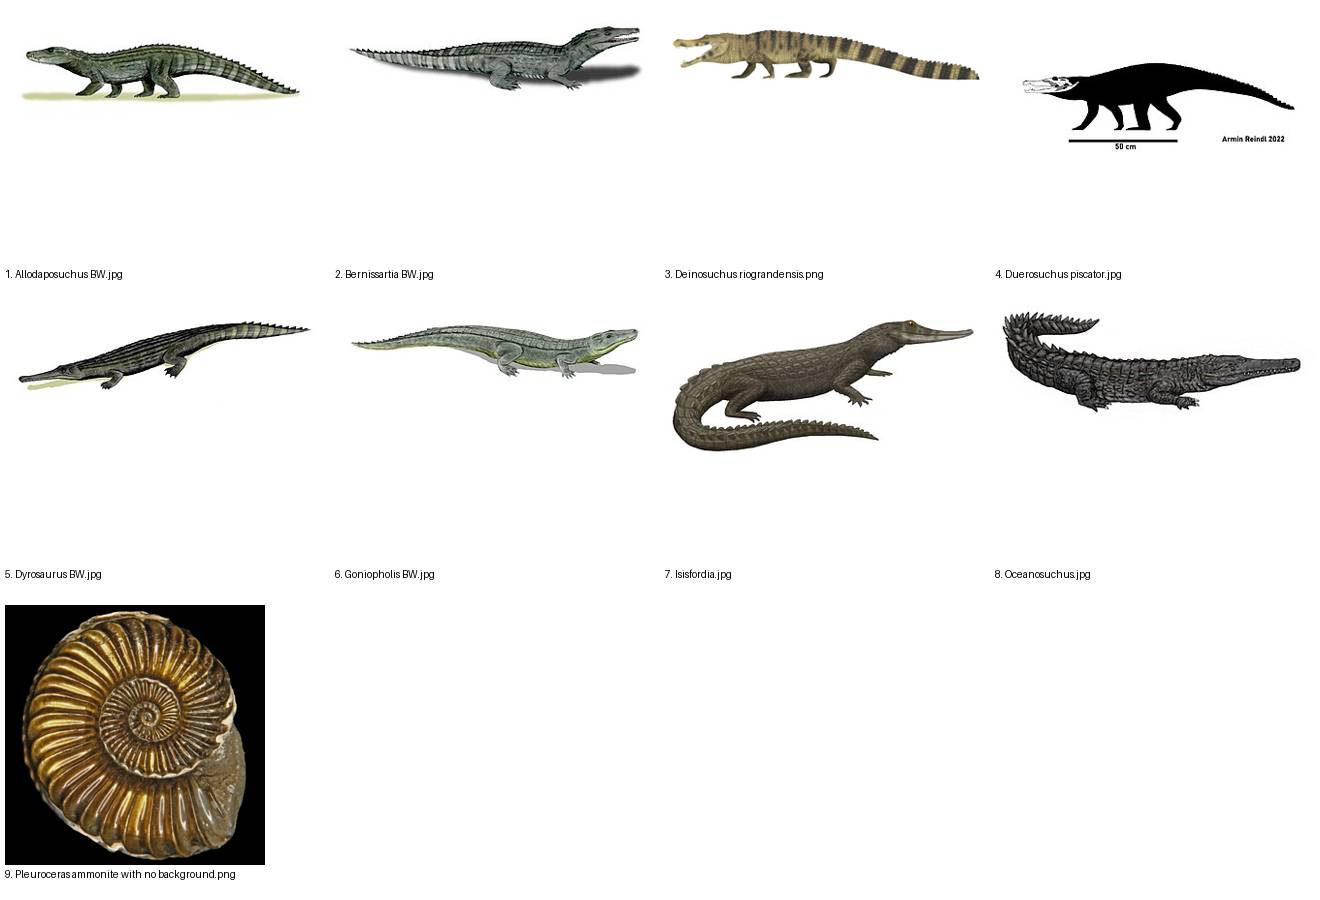 50 cm
Armin Reindl 2022
1. Allodaposuchus BW.jpg
2. Bernissartia BW.jpg
3. Deinosuchus riograndensis.png
4. Duerosuchus piscator.jpg
5. Dyrosaurus BW.jpg
6. Goniopholis BW.jpg
7. Isisfordia.jpg
8. Oceanosuchus.jpg
9. Pleuroceras ammonite with no background.png